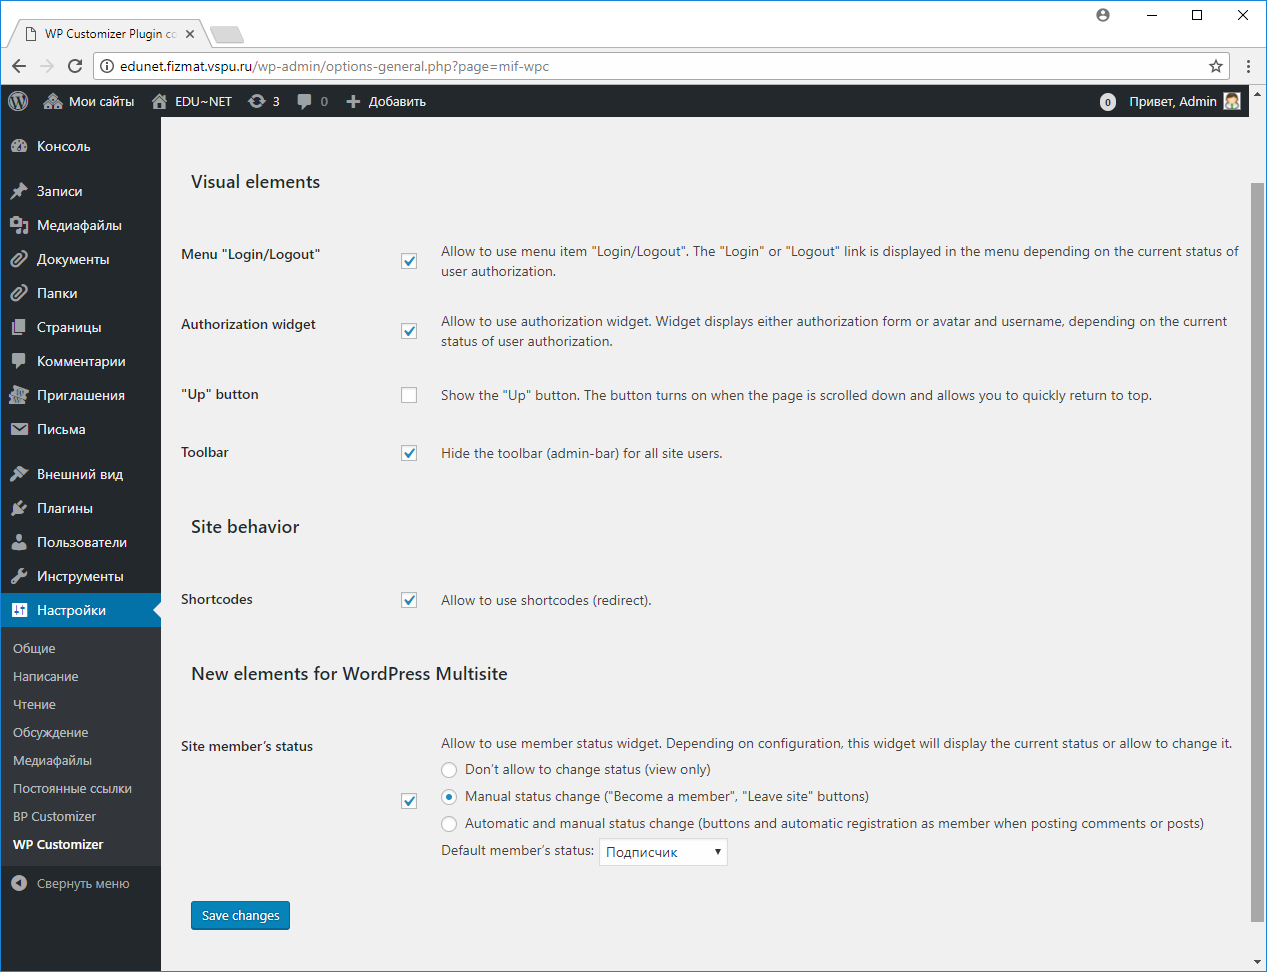 WP Customizer Plugin co
edunet.fizmat.vspu.ru/wp-admin/options-general.php?page=mif-wpc
Мои сайты EDU~NET 3 0 Добавить 0 Привет, Admin
Консоль
Записи
Медиафайлы
Документы
Папки
Страницы
Комментарии
Приглашения
Письма
Внешний вид
Плагины
Пользователи
Инструменты
Настройки
Общие
Написание
Чтение
Обсуждение
Медиафайлы
Постоянные ссылки
BP Customizer
WP Customizer
Свернуть меню
Visual elements
Menu "Login/Logout"
Allow to use menu item "Login/Logout". The "Login" or "Logout" link is displayed in the menu depending on the current status of
user authorization.
Authorization widget
Allow to use authorization widget. Widget displays either authorization form or avatar and username, depending on the current
status of user authorization.
"Up" button
Show the "Up" button. The button turns on when the page is scrolled down and allows you to quickly return to top.
Toolbar
Hide the toolbar (admin-bar) for all site users.
Site behavior
Shortcodes
Allow to use shortcodes (redirect).
New elements for WordPress Multisite
Site member’s status
Allow to use member status widget. Depending on configuration, this widget will display the current status or allow to change it.
Don’t allow to change status (view only)
Manual status change ("Become a member", "Leave site" buttons)
Automatic and manual status change (buttons and automatic registration as member when posting comments or posts)
Default member’s status: Подписчик
Save changes